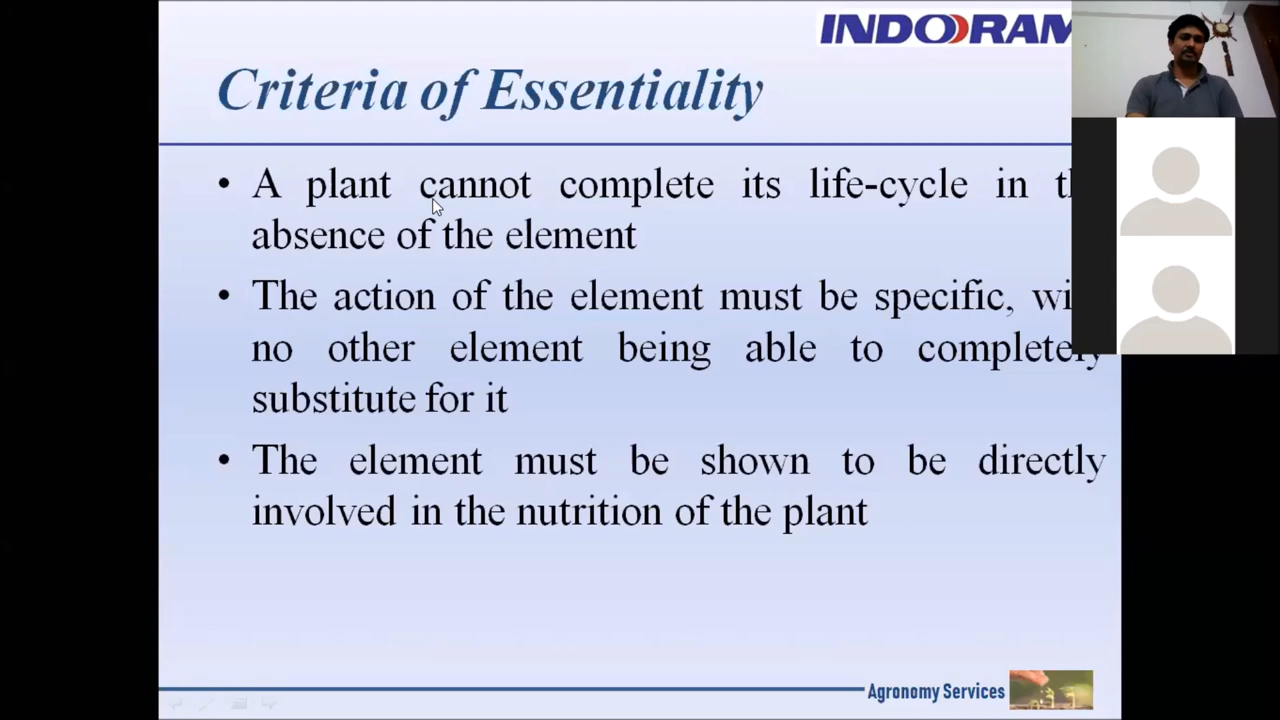 INDORAM
Criteria of Essentiality
• A plant cannot complete its life-cycle in
absence of the element
• The action of the element must be specific,
no other element being able to completely
substitute for it
• The element must be shown to be directly
involved in the nutrition of the plant
Agronomy Services